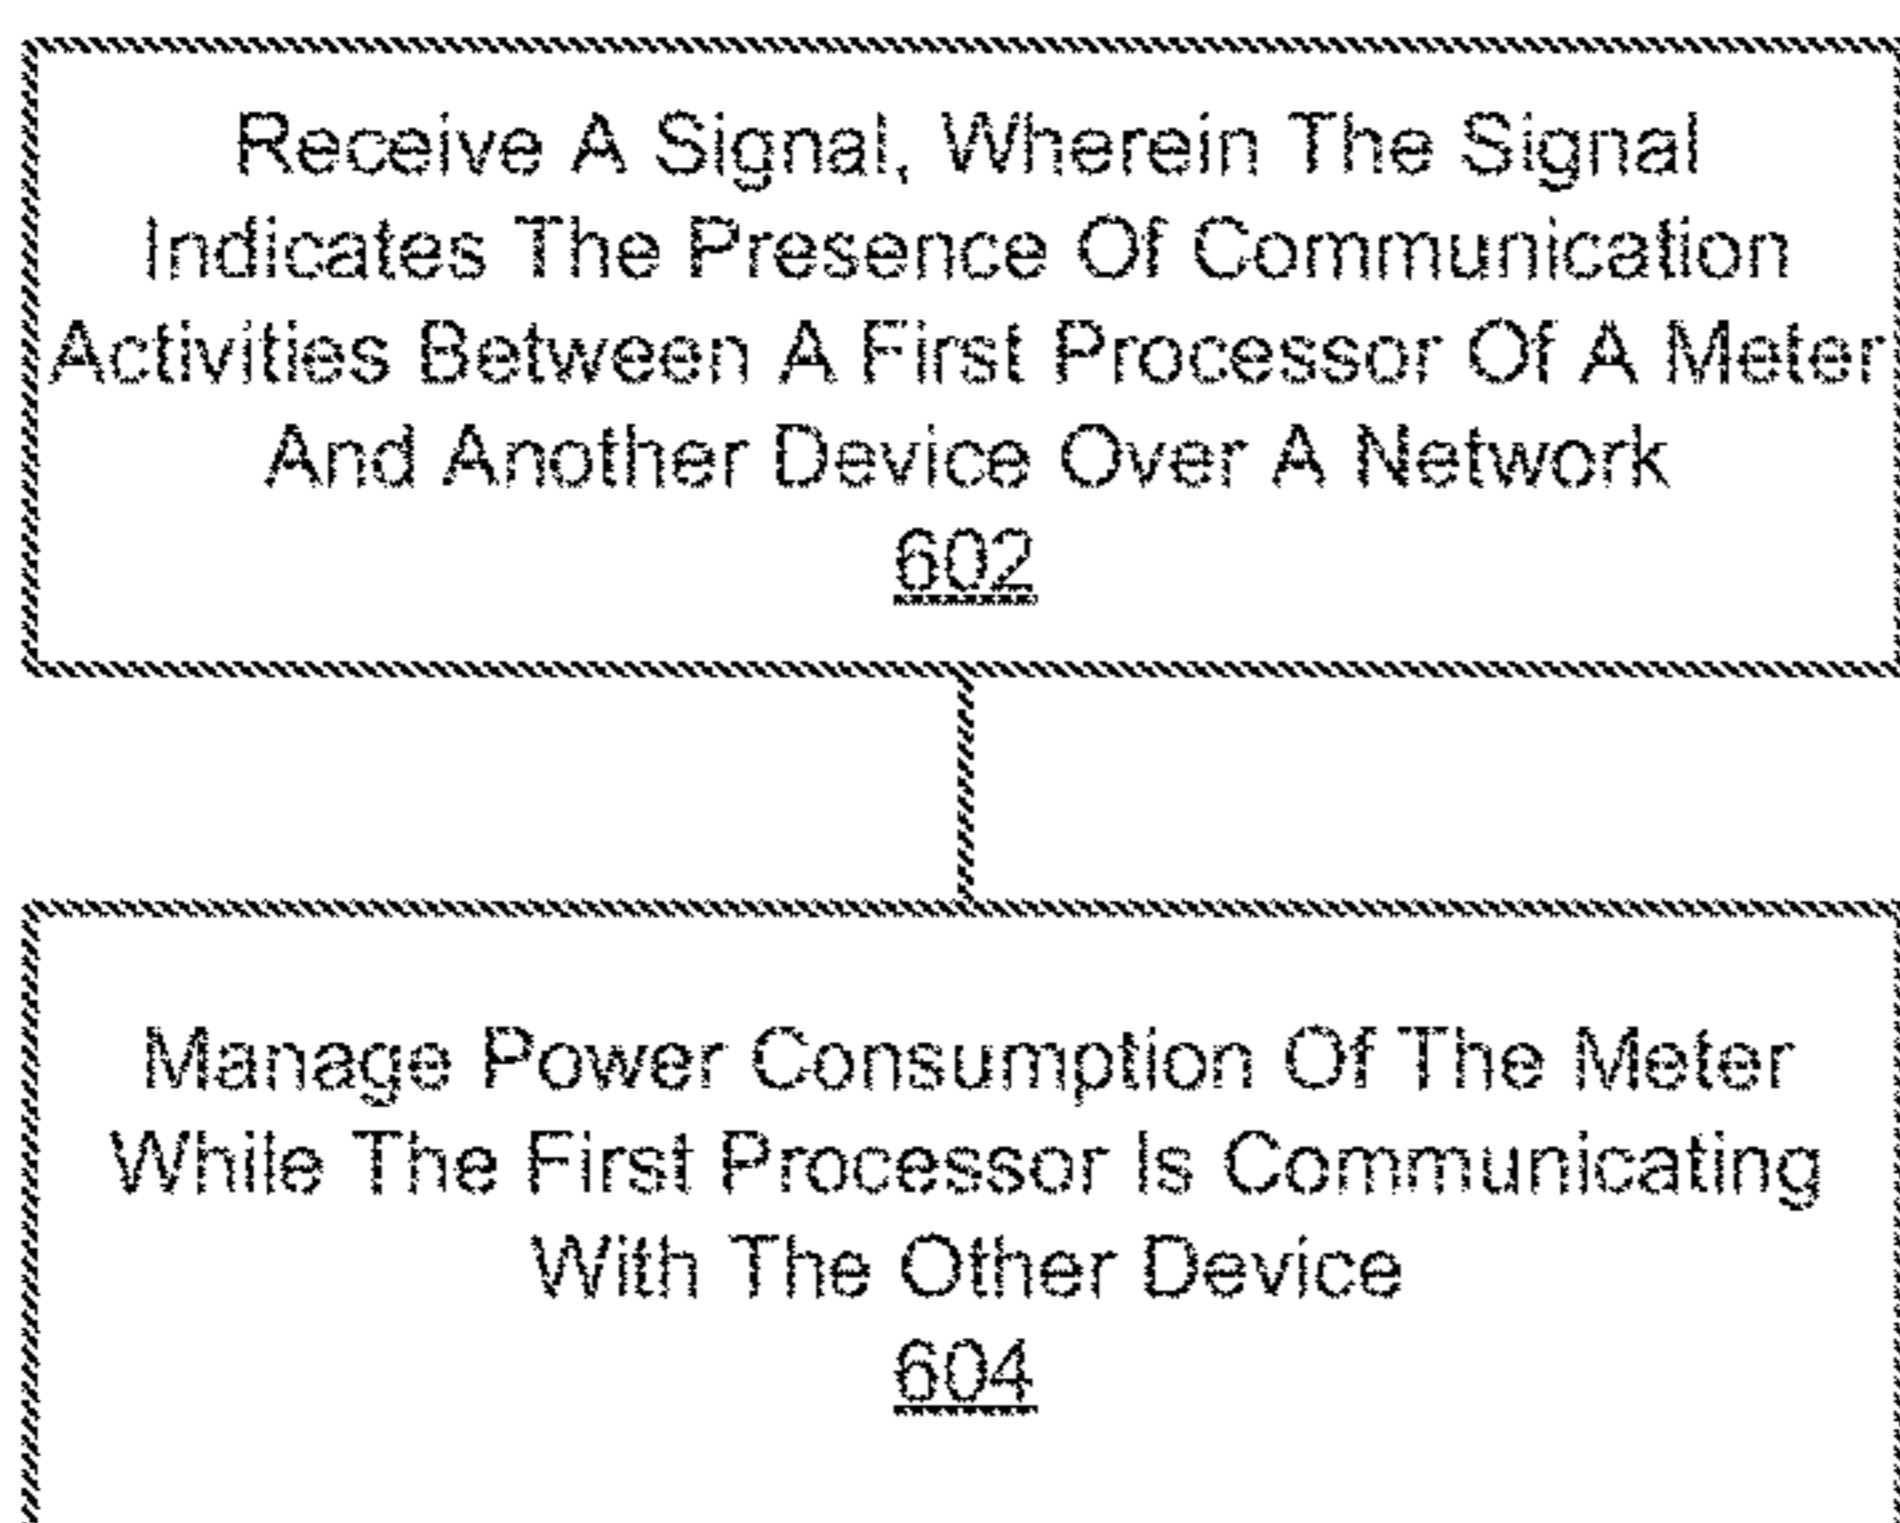 Receive A Signal, Wherein The Signal
Indicates The Presence Of Communication
Activities Between A First Processor Of A Meter
And Another Device Over A Network
602
Manage Power Consumption Of The Meter
While The First Processor Is Communicating
With The Other Device
604